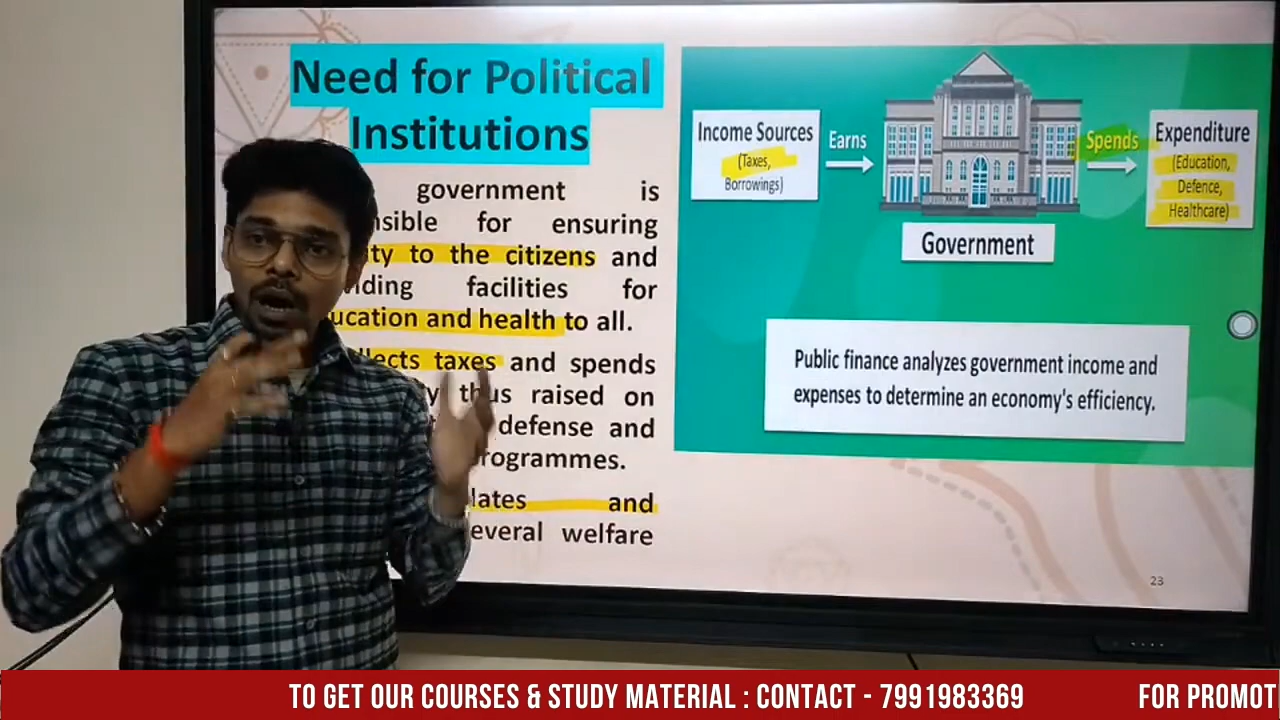 Need for Political
Institutions
government is
nsible for ensuring
ity to the citizens and
iding facilities for
ucation and health to all.
llects taxes and spends
y thus raised on
defense and
rogrammes.
lates and
everal welfare
Income Sources
(Taxes,
Borrowings)
Earns
Government
Spends
Expenditure
(Education,
Defence,
Healthcare)
Public finance analyzes government income and
expenses to determine an economy's efficiency.
23
TO GET OUR COURSES & STUDY MATERIAL : CONTACT - 7991983369 FOR PROMOT